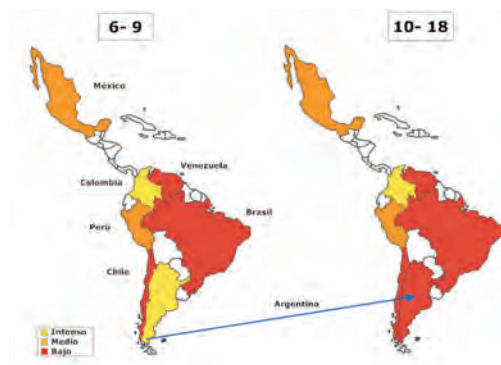 6- 9
10- 18
México
Venezuela
Colombia
Brasil
Perú
Chile
Argentina
Intenso
Medio
Bajo